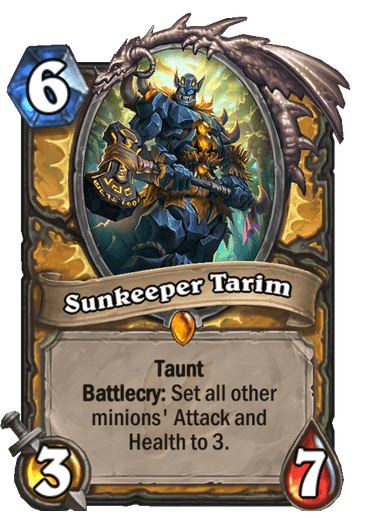 6
Sunkeeper Tarim
Taunt
Battlecry: Set all other
minions' Attack and
Health to 3.
3
7